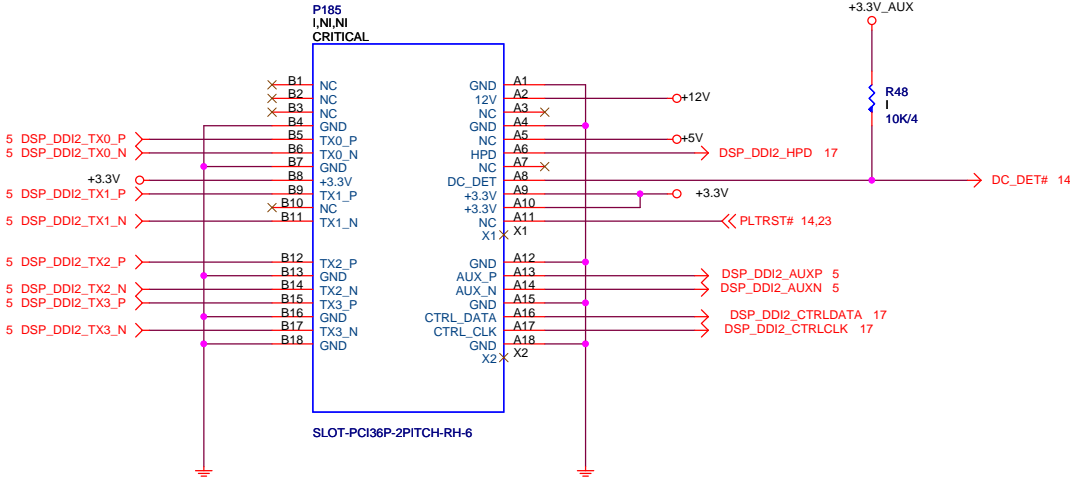 P185
I,NI,NI
CRITICAL
+3.3V_AUX
R48
I
10K/4
B1 NC GND A1
B2 NC 12V A2 +12V
B3 NC NC A3
B4 GND GND A4
5 DSP_DDI2_TX0_P B5 TX0_P NC A5 +5V
5 DSP_DDI2_TX0_N B6 TX0_N HPD A6 DSP_DDI2_HPD 17
B7 GND NC A7
+3.3V B8 +3.3V DC_DET A8 DC_DET# 14
5 DSP_DDI2_TX1_P B9 TX1_P +3.3V A9 +3.3V
B10 NC +3.3V A10
5 DSP_DDI2_TX1_N B11 TX1_N NC A11 PLTRST# 14,23
X1 X1
5 DSP_DDI2_TX2_P B12 TX2_P GND A12
B13 GND AUX_P A13 DSP_DDI2_AUXP 5
5 DSP_DDI2_TX2_N B14 TX2_N AUX_N A14 DSP_DDI2_AUXN 5
5 DSP_DDI2_TX3_P B15 TX3_P GND A15
B16 GND CTRL_DATA A16 DSP_DDI2_CTRLDATA 17
5 DSP_DDI2_TX3_N B17 TX3_N CTRL_CLK A17 DSP_DDI2_CTRLCLK 17
B18 GND GND A18
X2 X2
SLOT-PCI36P-2PITCH-RH-6